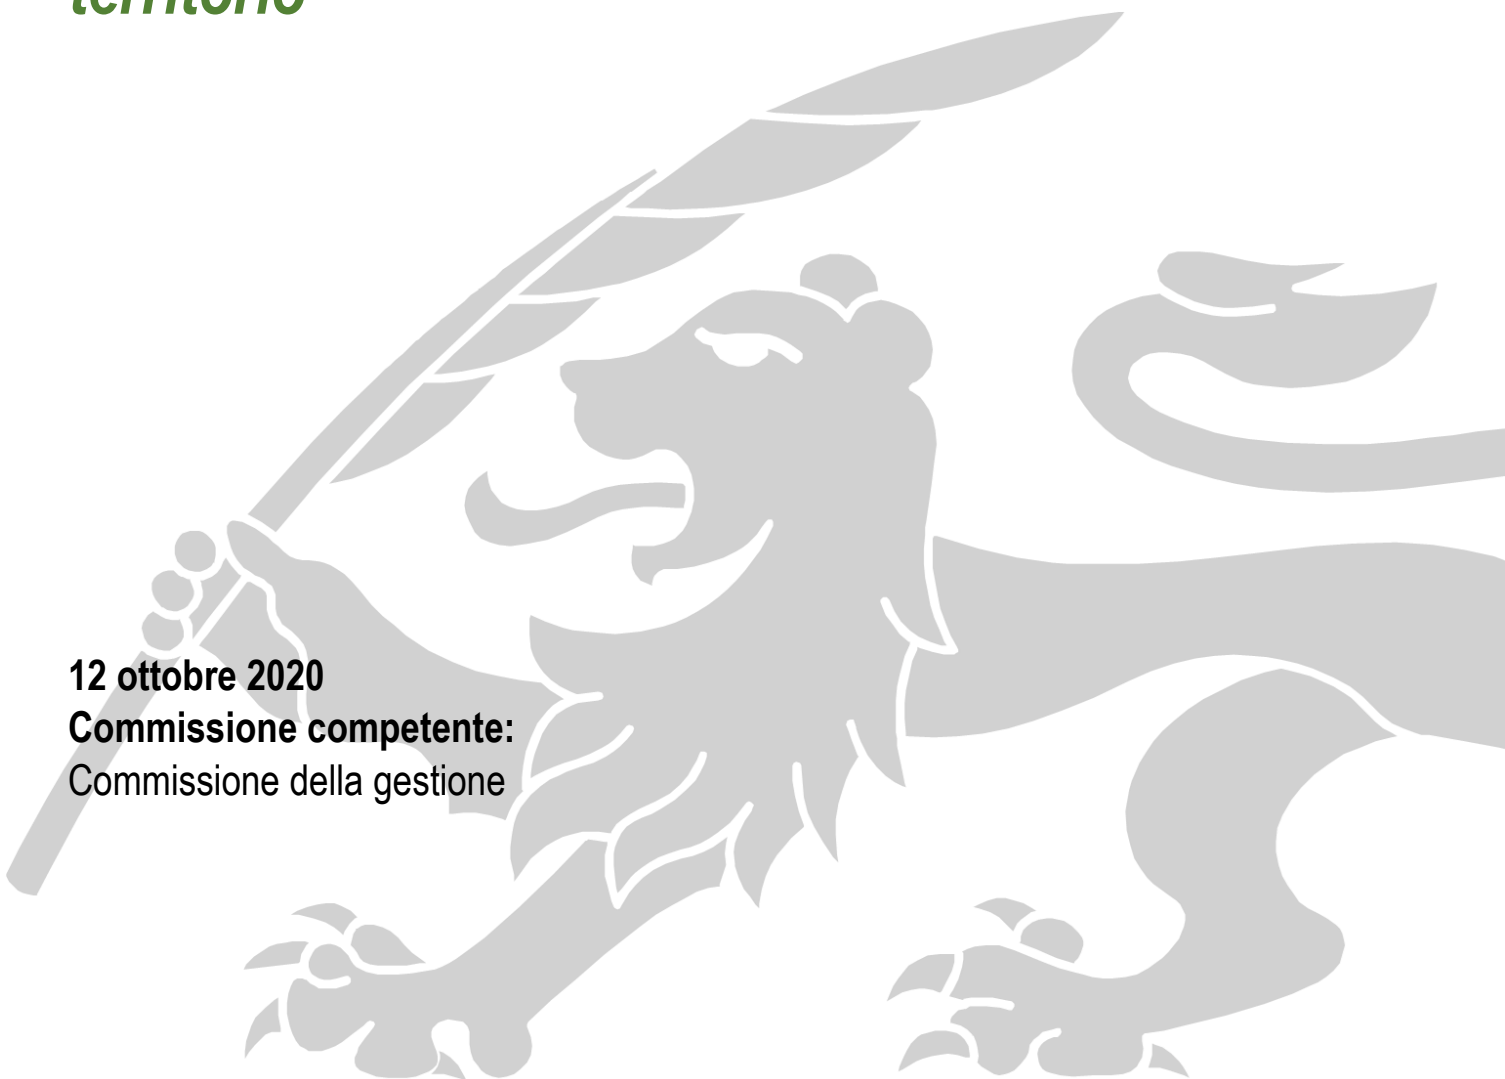 territorio
12 ottobre 2020
Commissione competente:
Commissione della gestione